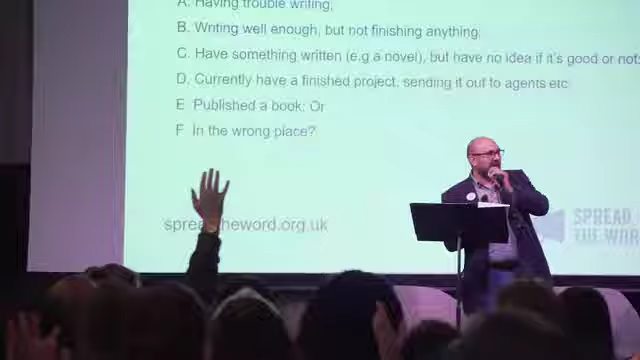 A. Having trouble writing;
B. Writing well enough, but not finishing anything;
C. Have something written (e.g a novel), but have no idea if it's good or not;
D. Currently have a finished project, sending it out to agents etc
E Published a book; Or
F In the wrong place?
spreadtheword.org.uk
SPREAD
THE WOR